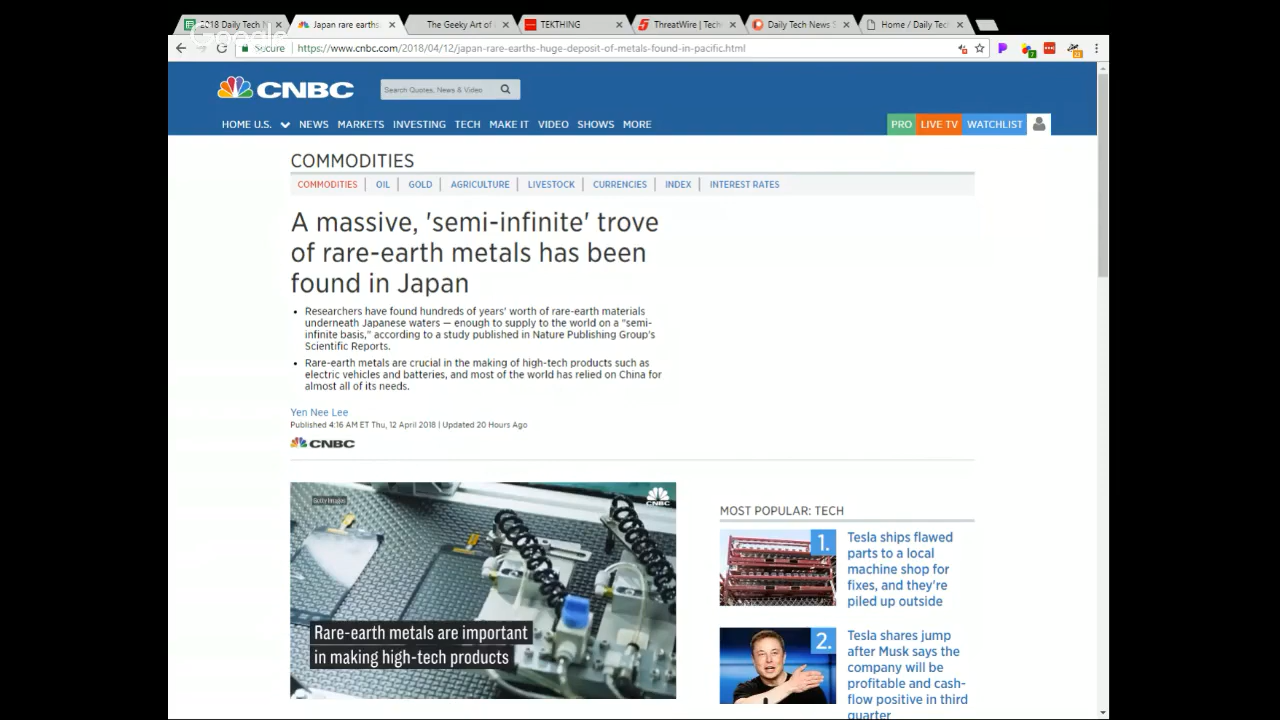 2018 Daily Tech
Japan rare earths
The Geeky Art of
TEKTHING
ThreatWire | Tech
Daily Tech News S
Home / Daily Tec
Google
Secure
https://www.cnbc.com/2018/04/12/japan-rare-earths-huge-deposit-of-metals-found-in-pacific.html
CNBC
Search Quotes, News & Video
HOME U.S. NEWS MARKETS INVESTING TECH MAKE IT VIDEO SHOWS MORE
PRO LIVE TV WATCHLIST
COMMODITIES
COMMODITIES | OIL | GOLD | AGRICULTURE | LIVESTOCK | CURRENCIES | INDEX | INTEREST RATES
A massive, 'semi-infinite' trove
of rare-earth metals has been
found in Japan
• Researchers have found hundreds of years' worth of rare-earth materials
underneath Japanese waters — enough to supply to the world on a "semi-
infinite basis," according to a study published in Nature Publishing Group's
Scientific Reports.
• Rare-earth metals are crucial in the making of high-tech products such as
electric vehicles and batteries, and most of the world has relied on China for
almost all of its needs.
Yen Nee Lee
Published 4:16 AM ET Thu, 12 April 2018 | Updated 20 Hours Ago
CNBC
Getty Images
CNBC
Rare-earth metals are important
in making high-tech products
MOST POPULAR: TECH
1.
Tesla ships flawed
parts to a local
machine shop for
fixes, and they're
piled up outside
2.
Tesla shares jump
after Musk says the
company will be
profitable and cash-
flow positive in third
quarter